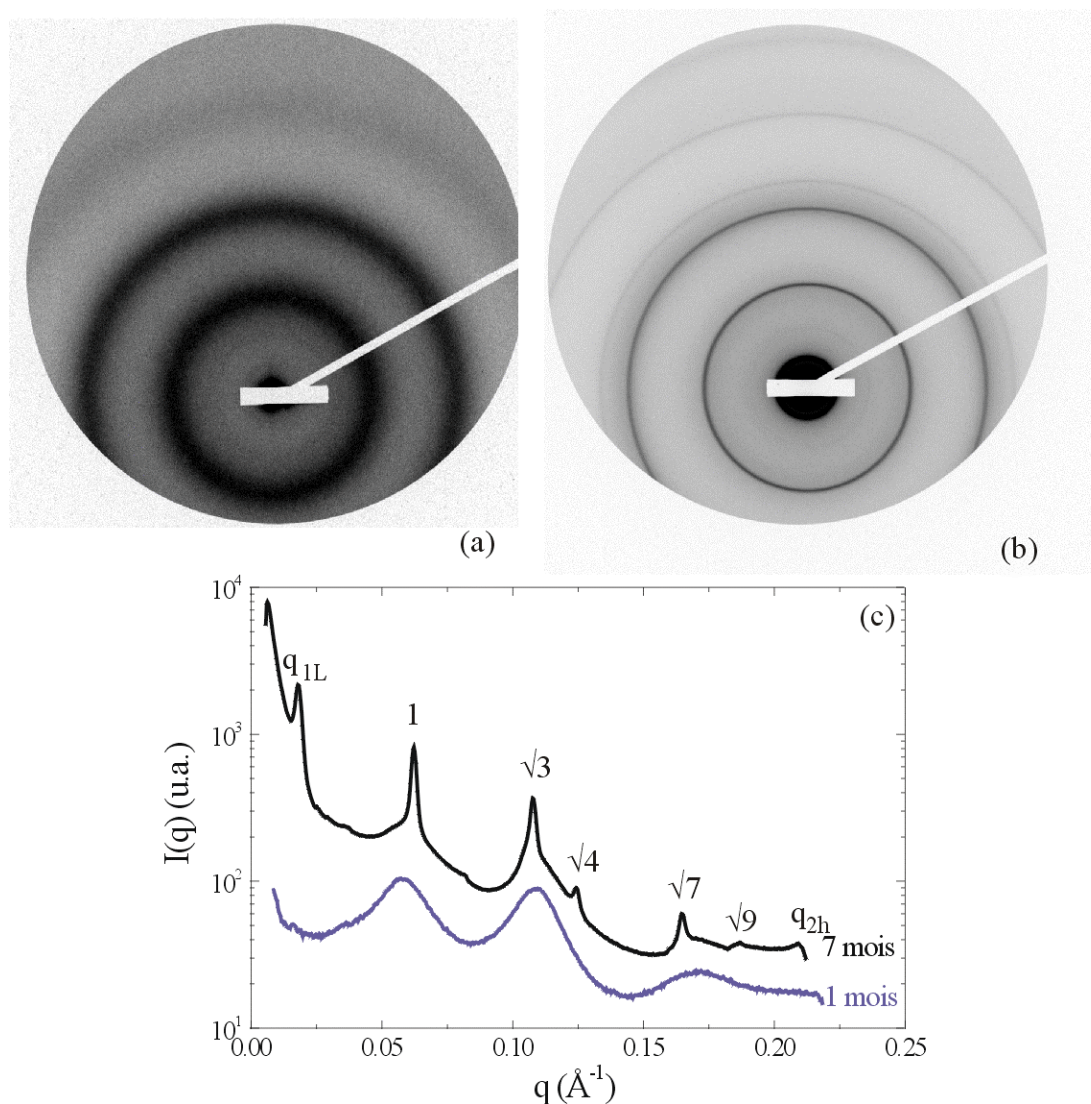 (a)
(b)
(c)
10⁴
10³
10²
10¹
I(q) (u.a.)
q₁L
1
√3
√4
√7
√9
q₂h
7 mois
1 mois
0.00 0.05 0.10 0.15 0.20 0.25
q (Å⁻¹)